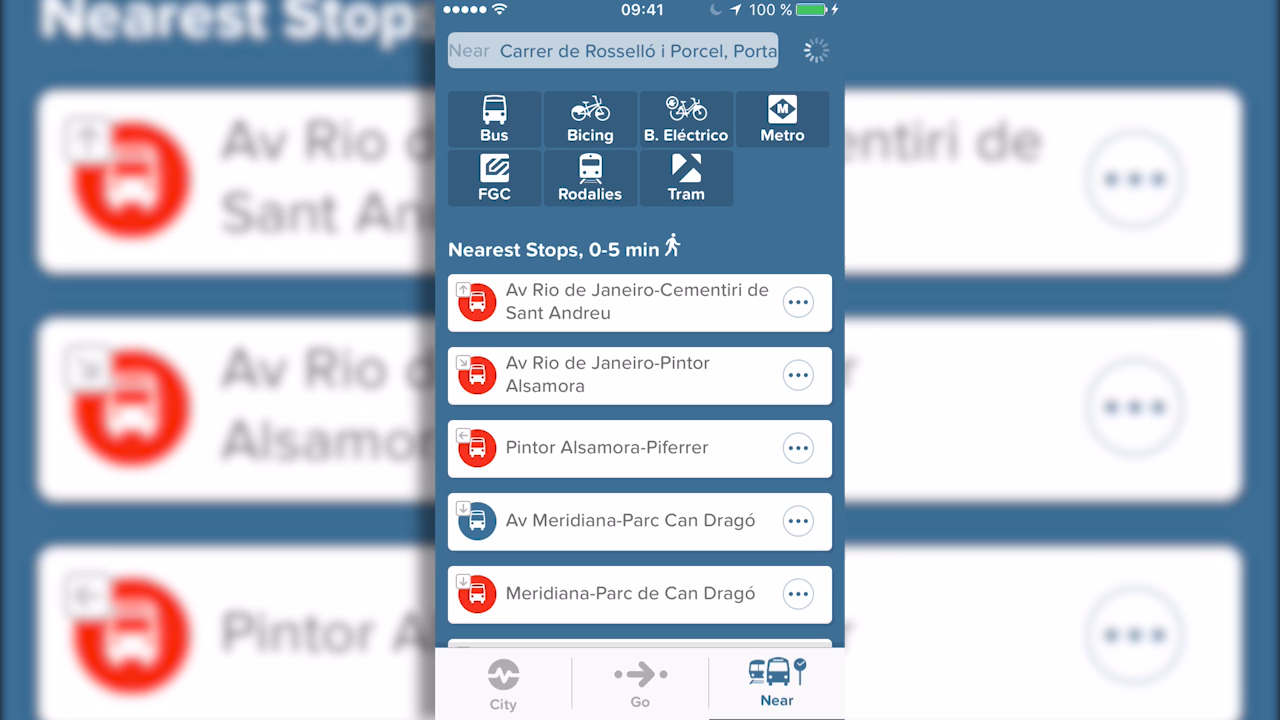 09:41
100 %
Near Carrer de Rosselló i Porcel, Porta
Bus
Bicing
B. Eléctrico
M
Metro
FGC
Rodalies
Tram
Nearest Stops, 0-5 min
Av Rio de Janeiro-Cementiri de
Sant Andreu
Av Rio de Janeiro-Pintor
Alsamora
Pintor Alsamora-Piferrer
Av Meridiana-Parc Can Dragó
Meridiana-Parc de Can Dragó
City
Go
Near
Nearest Stops
Av Rio d
Sant An
entiri de
Av Rio d
Alsamor
Pintor A